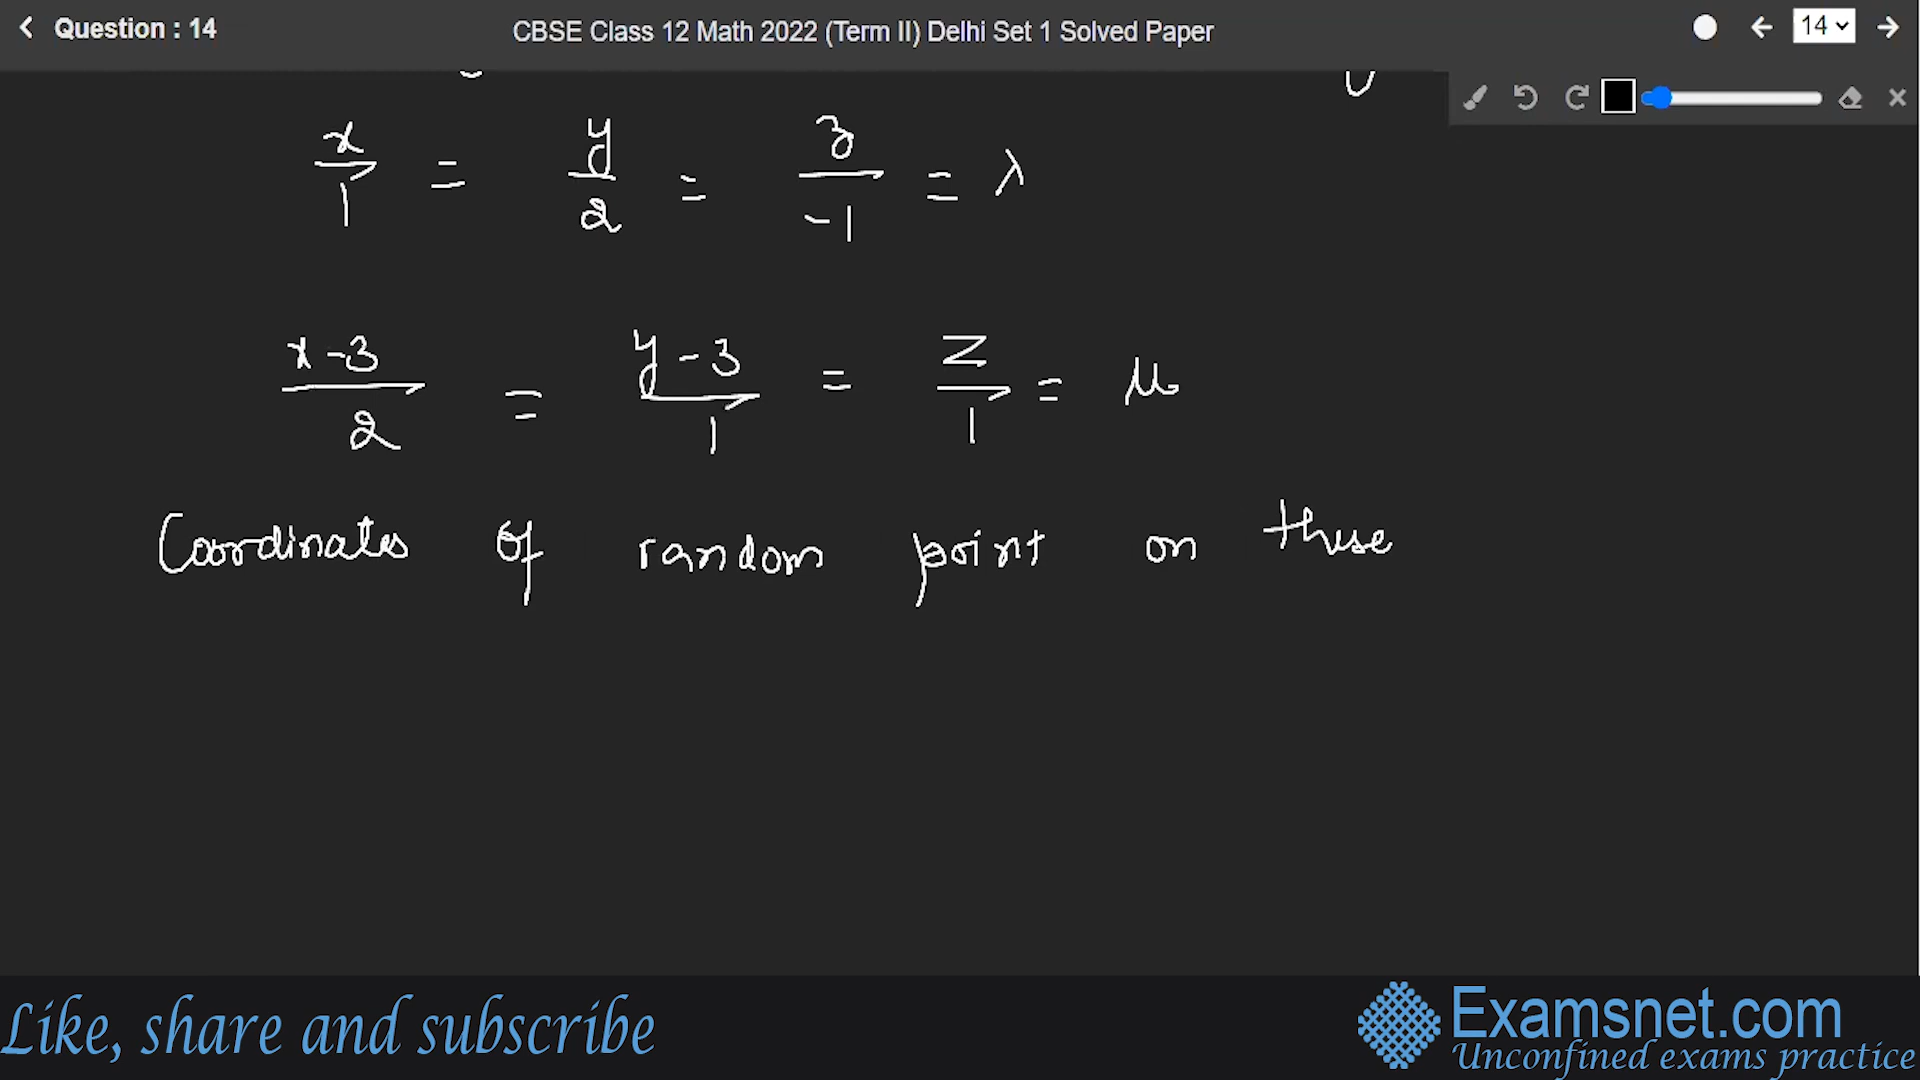 Question : 14
CBSE Class 12 Math 2022 (Term II) Delhi Set 1 Solved Paper
14
x/1 = y/2 = z/-1 = λ
x-3/2 = y-3/1 = z/1 = μ
Coordinates of random point on these
Like, share and subscribe
Examsnet.com
Unconfined exams practice